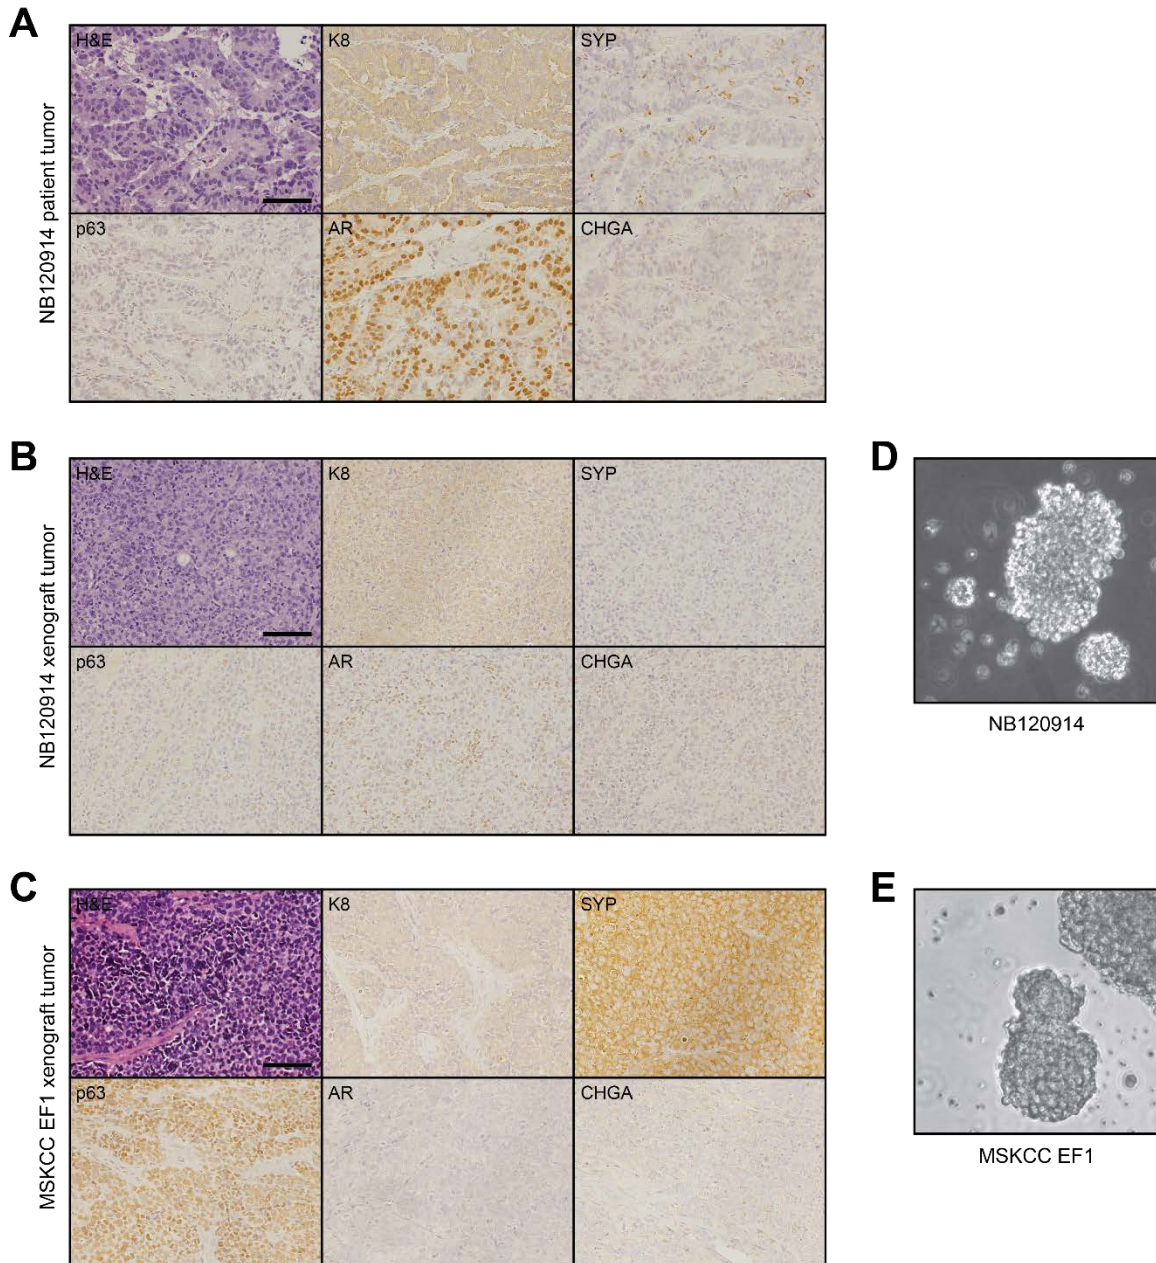 A
NB120914 patient tumor
H&E
K8
SYP
p63
AR
CHGA
B
NB120914 xenograft tumor
H&E
K8
SYP
p63
AR
CHGA
D
NB120914
C
MSKCC EF1 xenograft tumor
H&E
K8
SYP
p63
AR
CHGA
E
MSKCC EF1